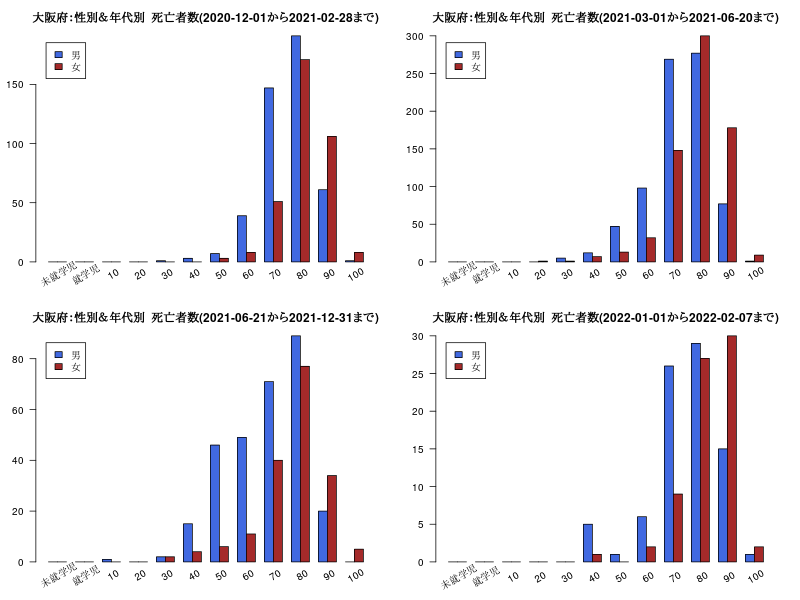 大阪府：性別＆年代別 死亡者数(2020-12-01から2021-02-28まで)
男
女
150
100
50
0
未就学児 就学児 10 20 30 40 50 60 70 80 90 100
大阪府：性別＆年代別 死亡者数(2021-03-01から2021-06-20まで)
男
女
300
250
200
150
100
50
0
未就学児 就学児 10 20 30 40 50 60 70 80 90 100
大阪府：性別＆年代別 死亡者数(2021-06-21から2021-12-31まで)
男
女
80
60
40
20
0
未就学児 就学児 10 20 30 40 50 60 70 80 90 100
大阪府：性別＆年代別 死亡者数(2022-01-01から2022-02-07まで)
男
女
30
25
20
15
10
5
0
未就学児 就学児 10 20 30 40 50 60 70 80 90 100